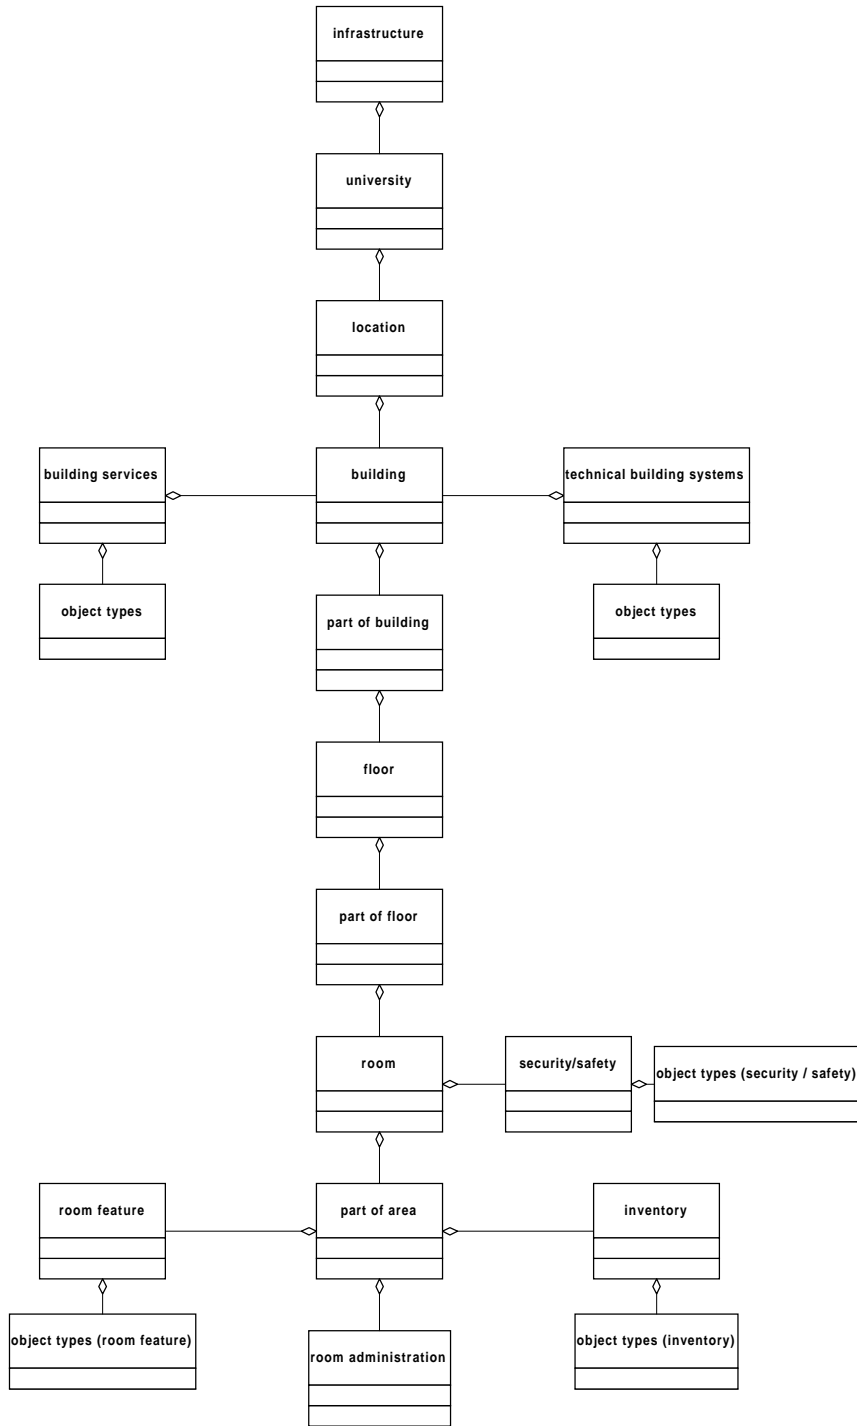 infrastructure
university
location
building services
building
technical building systems
object types
part of building
object types
floor
part of floor
room
security/safety
object types (security / safety)
room feature
part of area
inventory
object types (room feature)
room administration
object types (inventory)